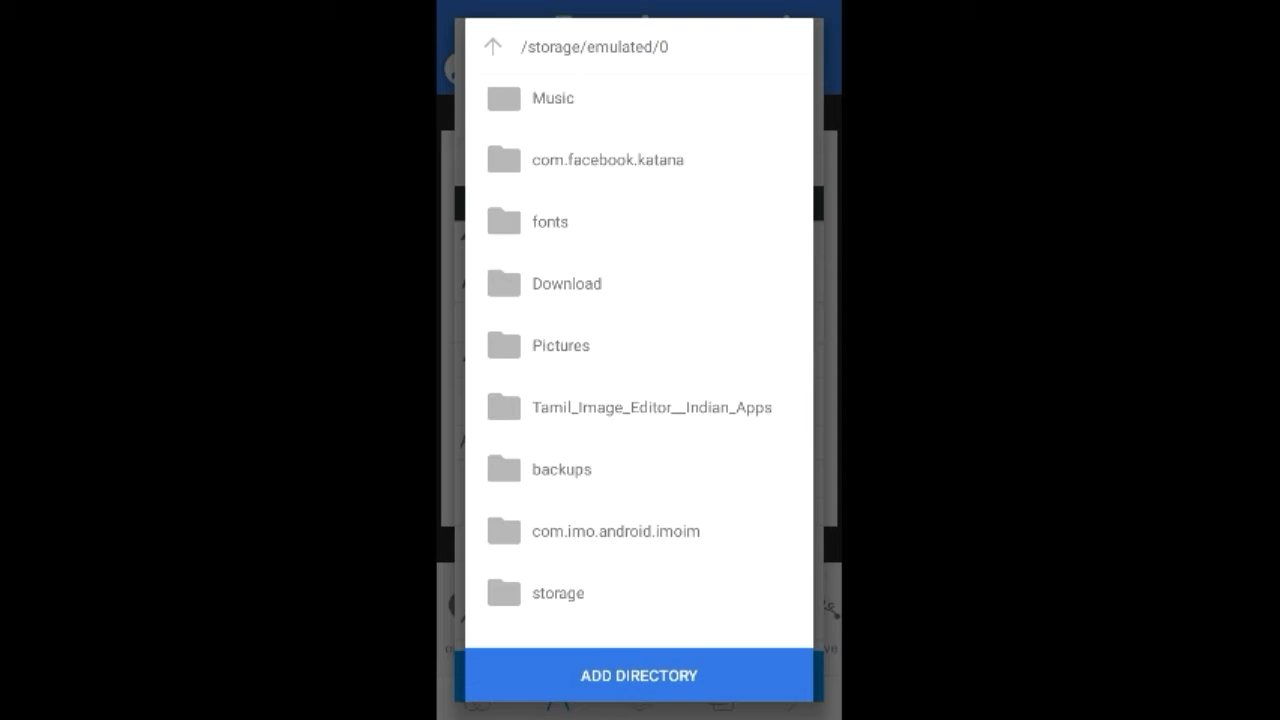 /storage/emulated/0
Music
com.facebook.katana
fonts
Download
Pictures
Tamil_Image_Editor__Indian_Apps
backups
com.imo.android.imoim
storage
ADD DIRECTORY